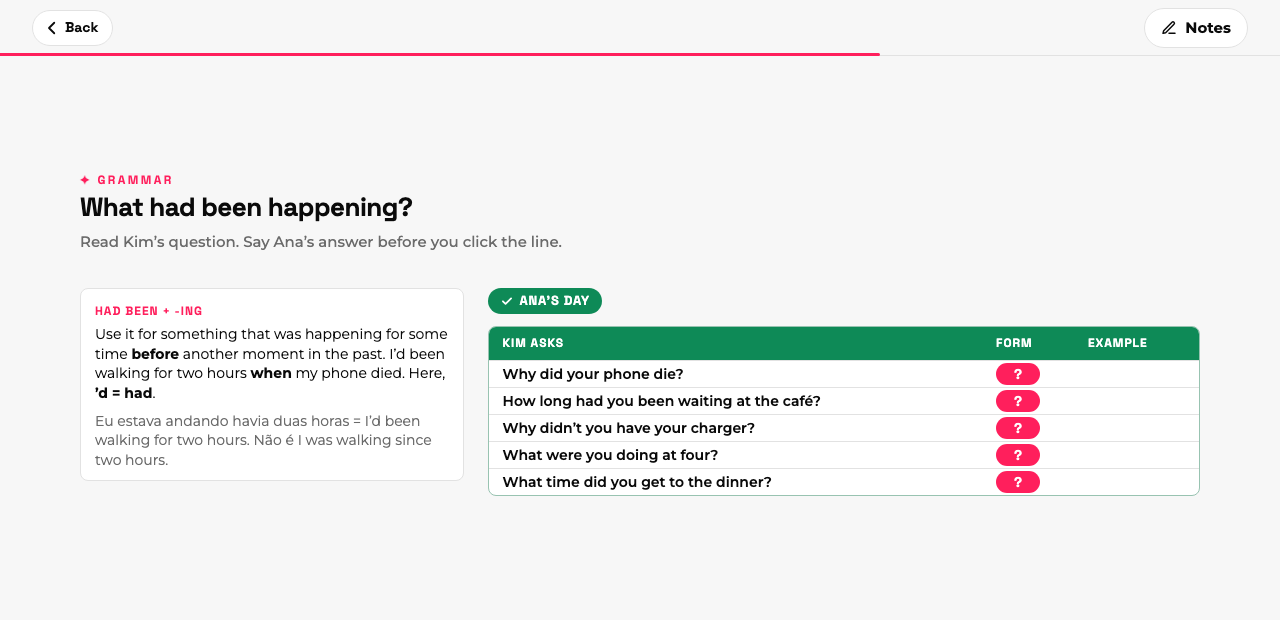 Back
Notes
GRAMMAR
What had been happening?
Read Kim’s question. Say Ana’s answer before you click the line.
HAD BEEN + -ING
Use it for something that was happening for some
time before another moment in the past. I’d been
walking for two hours when my phone died. Here,
’d = had.
Eu estava andando havia duas horas = I’d been
walking for two hours. Não é I was walking since
two hours.
ANA’S DAY
KIM ASKS FORM EXAMPLE
Why did your phone die? ?
How long had you been waiting at the café? ?
Why didn’t you have your charger? ?
What were you doing at four? ?
What time did you get to the dinner? ?